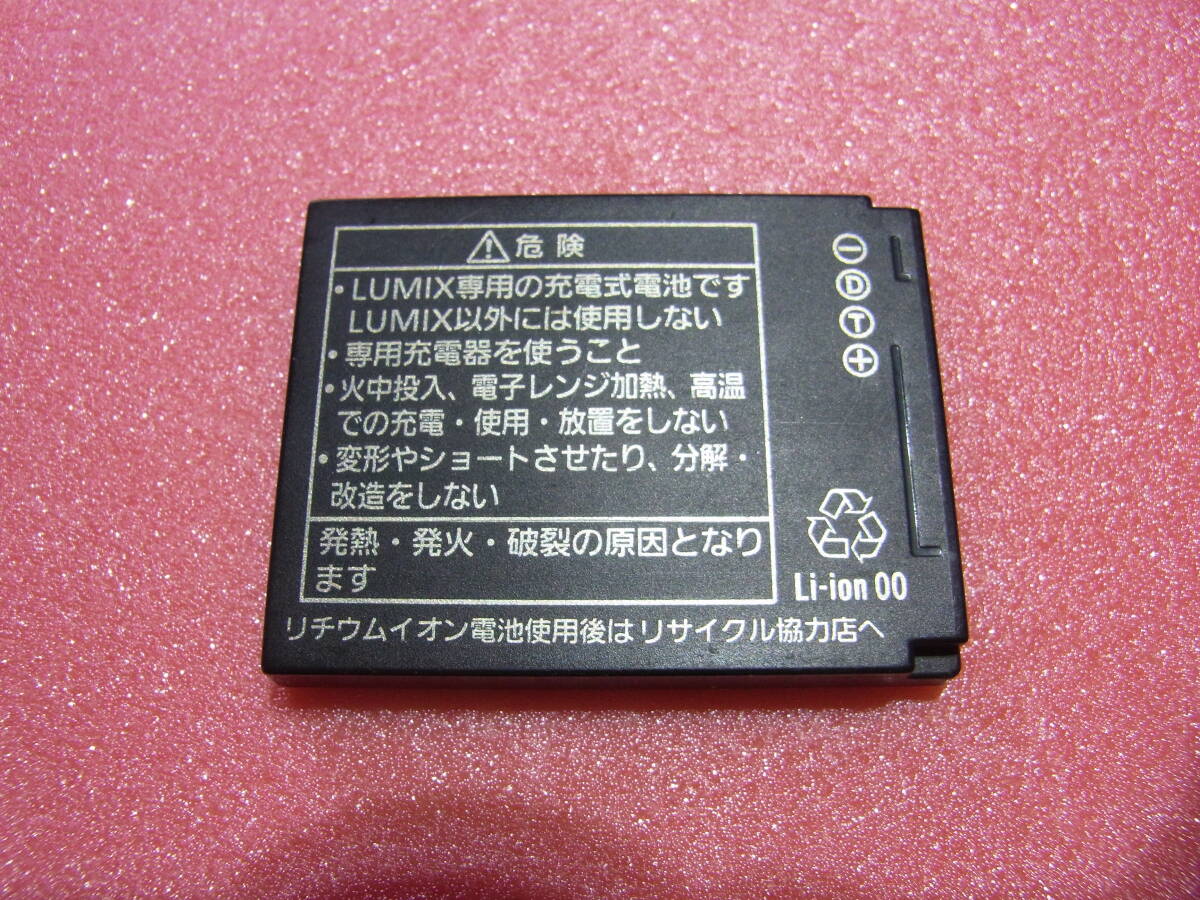 ⚠危険
・LUMIX専用の充電式電池です
LUMIX以外には使用しない
・専用充電器を使うこと
・火中投入、電子レンジ加熱、高温
での充電・使用・放置をしない
・変形やショートさせたり、分解・
改造をしない
発熱・発火・破裂の原因となり
ます
リチウムイオン電池使用後はリサイクル協力店へ
⊖
Ⓓ
Ⓣ
⊕
Li-ion 00